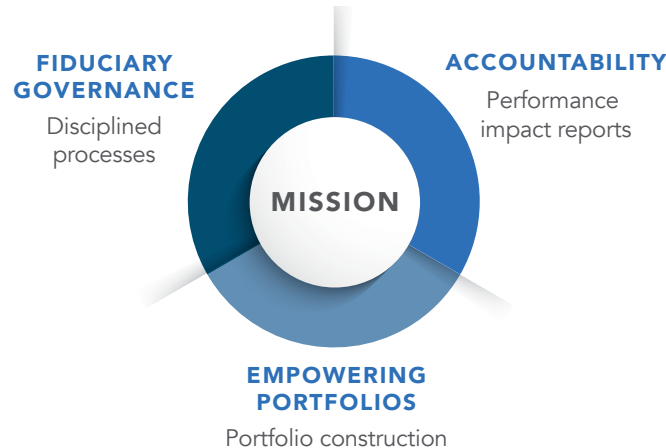 FIDUCIARY
GOVERNANCE
Disciplined
processes
ACCOUNTABILITY
Performance
impact reports
MISSION
EMPOWERING
PORTFOLIOS
Portfolio construction